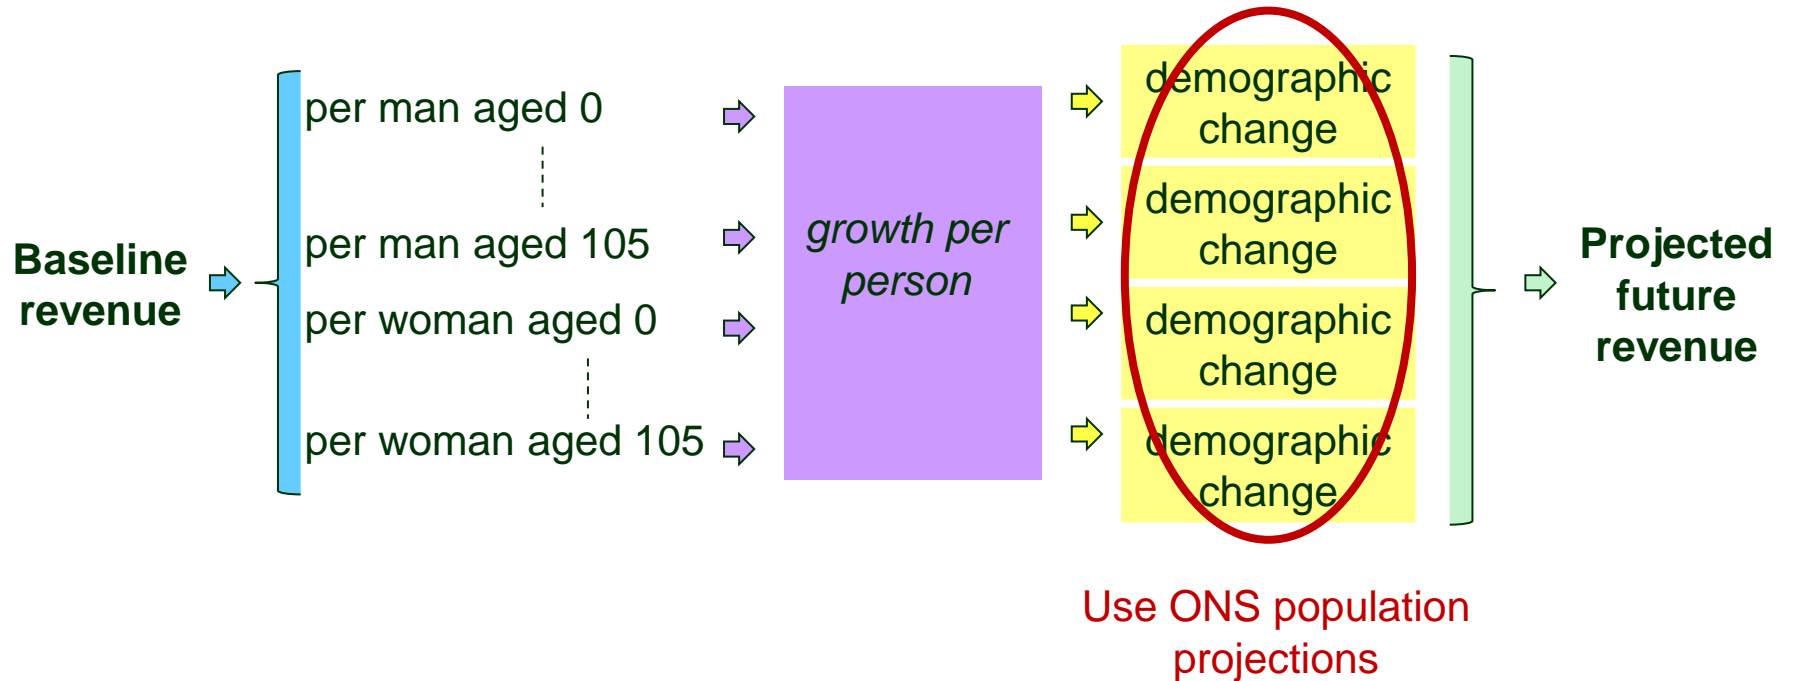 Baseline
revenue
per man aged 0
per man aged 105
per woman aged 0
per woman aged 105
growth per
person
demographic
change
demographic
change
demographic
change
demographic
change
Projected
future
revenue
Use ONS population
projections